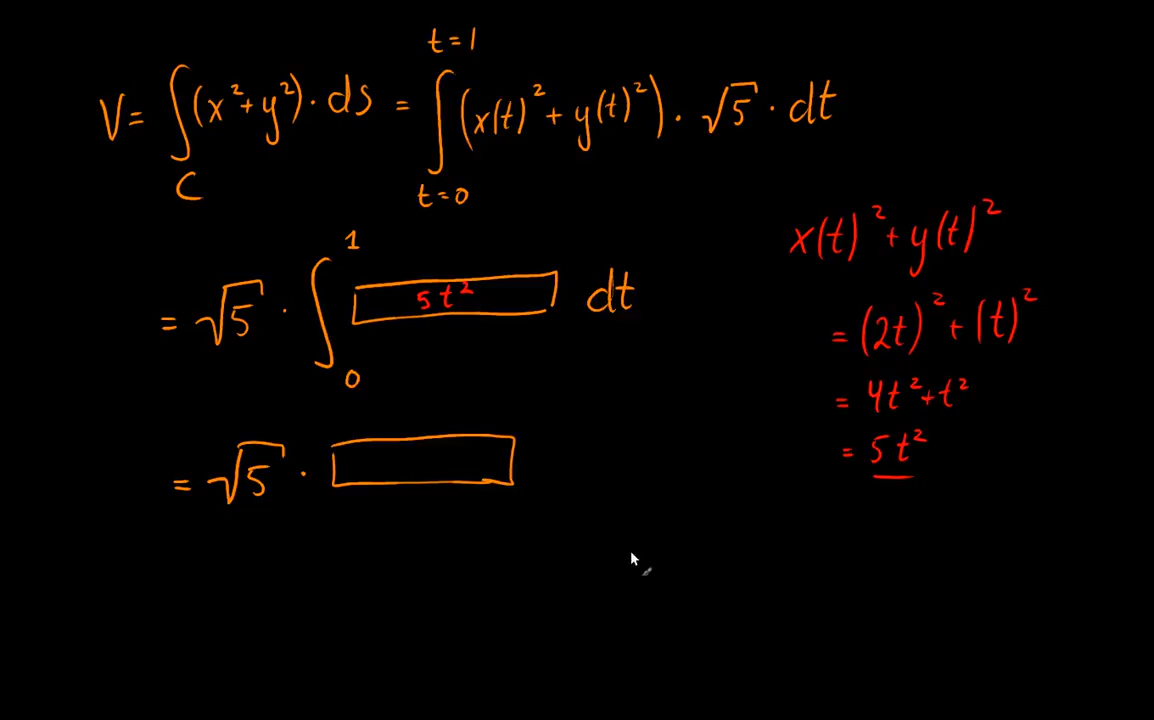 t=1
V= ∫(x²+y²)·ds = ∫(x(t)²+y(t)²)·√5·dt
C t=0
x(t)²+y(t)²
1
= √5 · ∫ 5t² dt
0
= (2t)²+(t)²
= 4t²+t²
= 5t²
= √5 ·